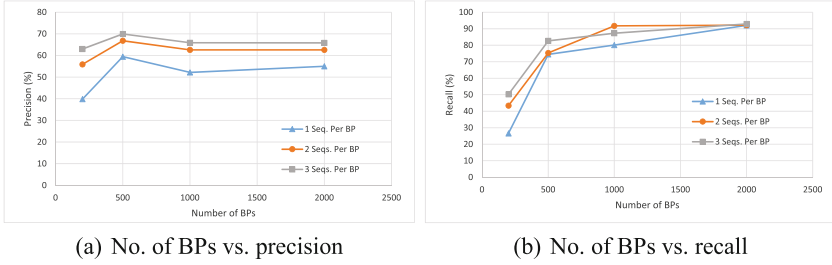 80
70
60
50
40
30
20
10
0
Precision (%)
0 500 1000 1500 2000 2500
Number of BPs
1 Seq. Per BP
2 Seqs. Per BP
3 Seqs. Per BP
(a) No. of BPs vs. precision
100
90
80
70
60
50
40
30
20
10
0
Recall (%)
0 500 1000 1500 2000 2500
Number of BPs
1 Seq. Per BP
2 Seqs. Per BP
3 Seqs. Per BP
(b) No. of BPs vs. recall